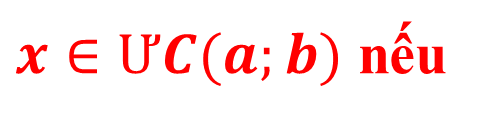 x ∈ ƯC(a; b) nếu